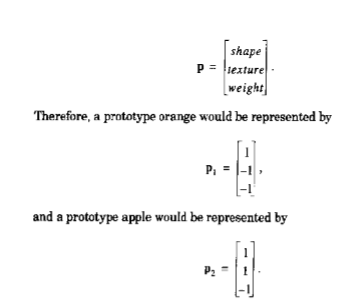 shape
p = texture .
weight
Therefore, a prototype orange would be represented by
1
p₁ = -1 ,
-1
and a prototype apple would be represented by
1
p₂ = 1 .
-1